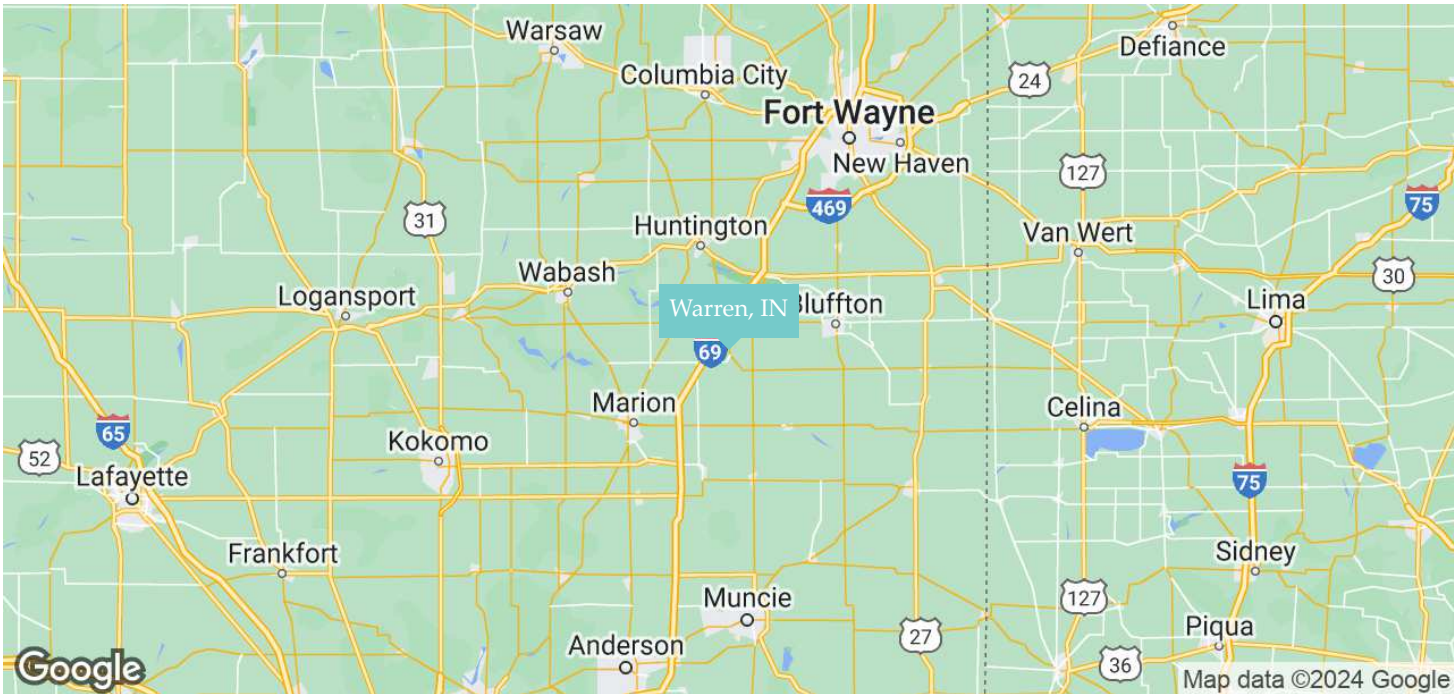 Warsaw
Defiance
Columbia City
24
Fort Wayne
New Haven
127
469
75
31
Huntington
Van Wert
Wabash
30
Logansport
Lima
Warren, IN
Bluffton
69
Marion
Celina
65
Kokomo
52
Lafayette
75
Frankfort
Sidney
Muncie
127
Piqua
27
Anderson
36
Google
Map data ©2024 Google